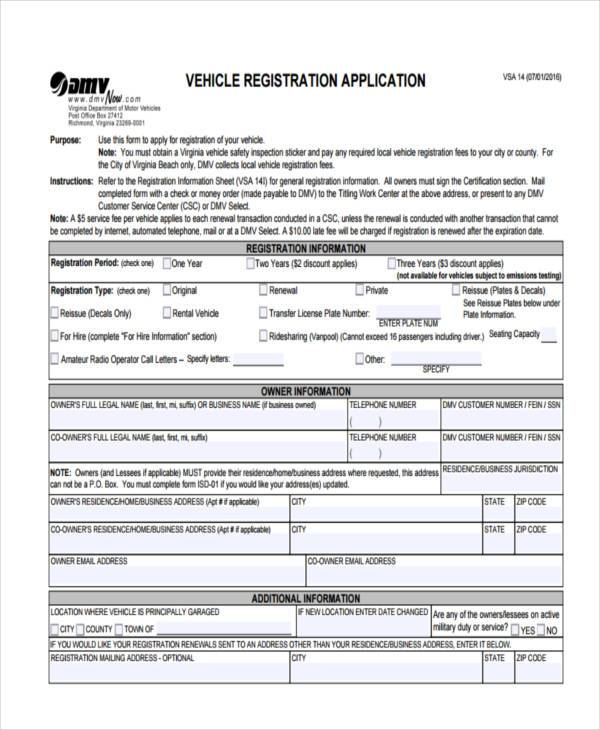 DMV
www.dmvNow.com
Virginia Department of Motor Vehicles
Post Office Box 27412
Richmond, Virginia 23269-0001
VEHICLE REGISTRATION APPLICATION
VSA 14 (07/01/2016)
Purpose: Use this form to apply for registration of your vehicle.
Note: You must obtain a Virginia vehicle safety inspection sticker and pay any required local vehicle registration fees to your city or county. For
the City of Virginia Beach only, DMV collects local vehicle registration fees.
Instructions: Refer to the Registration Information Sheet (VSA 14I) for general registration information. All owners must sign the Certification section. Mail
completed form with a check or money order (made payable to DMV) to the Titling Work Center at the above address, or present to any DMV
Customer Service Center (CSC) or DMV Select.
Note: A $5 service fee per vehicle applies to each renewal transaction conducted in a CSC, unless the renewal is conducted with another transaction that cannot
be completed by internet, automated telephone, mail or at a DMV Select. A $10.00 late fee will be charged if registration is renewed after the expiration date.
REGISTRATION INFORMATION
Registration Period: (check one) One Year Two Years ($2 discount applies) Three Years ($3 discount applies)
(not available for vehicles subject to emissions testing)
Registration Type: (check one) Original Renewal Private Reissue (Plates & Decals)
See Reissue Plates below under
Plate Information.
Reissue (Decals Only) Rental Vehicle Transfer License Plate Number:
ENTER PLATE NUM
For Hire (complete "For Hire Information" section) Ridesharing (Vanpool) (Cannot exceed 16 passengers including driver.) Seating Capacity
Amateur Radio Operator Call Letters – Specify letters: Other:
SPECIFY
OWNER INFORMATION
OWNER'S FULL LEGAL NAME (last, first, mi, suffix) OR BUSINESS NAME (if business owned) TELEPHONE NUMBER DMV CUSTOMER NUMBER / FEIN / SSN
( )
CO-OWNER'S FULL LEGAL NAME (last, first, mi, suffix) TELEPHONE NUMBER DMV CUSTOMER NUMBER / FEIN / SSN
( )
NOTE: Owners (and Lessees if applicable) MUST provide their residence/home/business address where requested, this address RESIDENCE/BUSINESS JURISDICTION
can not be a P.O. Box. You must complete form ISD-01 if you would like your address(es) updated.
OWNER'S RESIDENCE/HOME/BUSINESS ADDRESS (Apt # if applicable) CITY STATE ZIP CODE
CO-OWNER'S RESIDENCE/HOME/BUSINESS ADDRESS (Apt # if applicable) CITY STATE ZIP CODE
OWNER EMAIL ADDRESS CO-OWNER EMAIL ADDRESS
ADDITIONAL INFORMATION
LOCATION WHERE VEHICLE IS PRINCIPALLY GARAGED IF NEW LOCATION ENTER DATE CHANGED Are any of the owners/lessees on active
CITY COUNTY TOWN OF military duty or service? YES NO
IF YOU WOULD LIKE YOUR REGISTRATION RENEWALS SENT TO AN ADDRESS OTHER THAN YOUR RESIDENCE/BUSINESS ADDRESS, ENTER IT BELOW.
REGISTRATION MAILING ADDRESS - OPTIONAL CITY STATE ZIP CODE